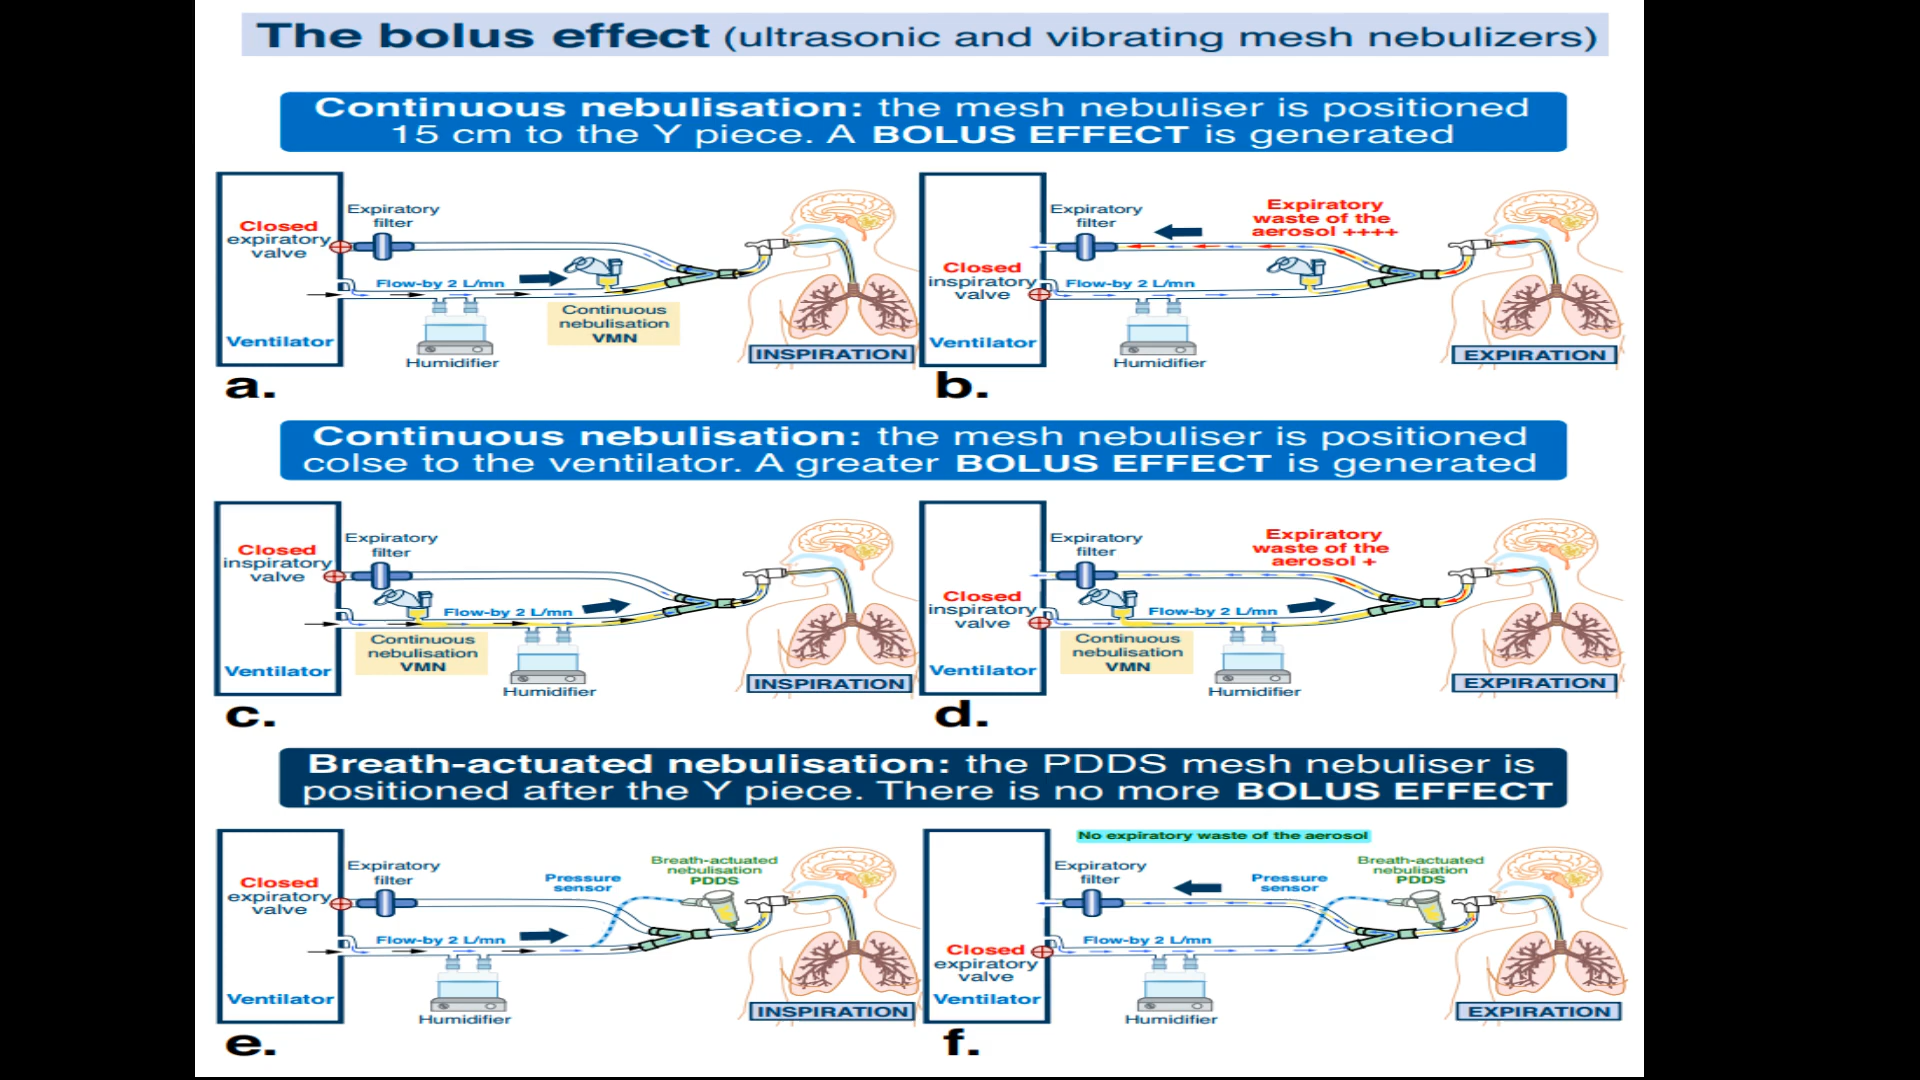 The bolus effect (ultrasonic and vibrating mesh nebulizers)
Continuous nebulisation: the mesh nebuliser is positioned
15 cm to the Y piece. A BOLUS EFFECT is generated
Closed
expiratory
valve
Expiratory
filter
Flow-by 2 L/mn
Continuous
nebulisation
VMN
Ventilator
Humidifier
INSPIRATION
a.
Expiratory
filter
Expiratory
waste of the
aerosol ++++
Closed
inspiratory
valve
Flow-by 2 L/mn
Ventilator
Humidifier
EXPIRATION
b.
Continuous nebulisation: the mesh nebuliser is positioned
colse to the ventilator. A greater BOLUS EFFECT is generated
Closed
inspiratory
valve
Expiratory
filter
Flow-by 2 L/mn
Continuous
nebulisation
VMN
Ventilator
Humidifier
INSPIRATION
c.
Expiratory
filter
Expiratory
waste of the
aerosol +
Closed
inspiratory
valve
Flow-by 2 L/mn
Continuous
nebulisation
VMN
Ventilator
Humidifier
EXPIRATION
d.
Breath-actuated nebulisation: the PDDS mesh nebuliser is
positioned after the Y piece. There is no more BOLUS EFFECT
Closed
expiratory
valve
Expiratory
filter
Pressure
sensor
Breath-actuated
nebulisation
PDDS
Flow-by 2 L/mn
Ventilator
Humidifier
INSPIRATION
e.
No expiratory waste of the aerosol
Expiratory
filter
Pressure
sensor
Breath-actuated
nebulisation
PDDS
Flow-by 2 L/mn
Closed
expiratory
valve
Ventilator
Humidifier
EXPIRATION
f.